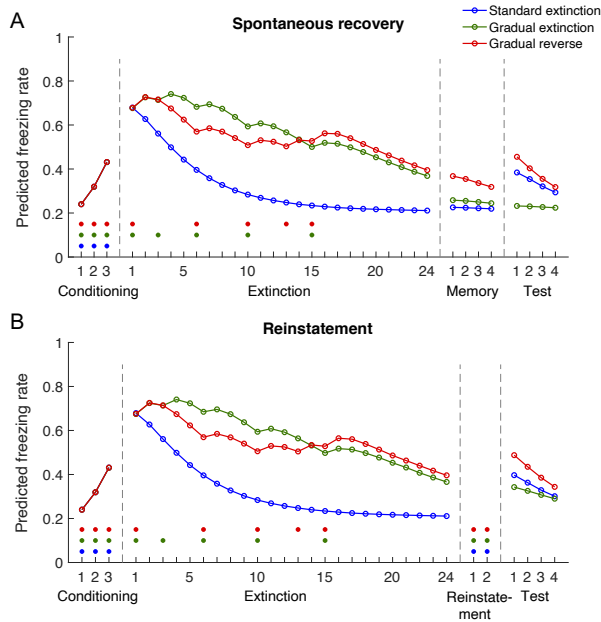 A
Spontaneous recovery
Standard extinction
Gradual extinction
Gradual reverse
Predicted freezing rate
1
0.8
0.6
0.4
0.2
0
1 2 3 1 5 10 15 20 24 1 2 3 4 1 2 3 4
Conditioning Extinction Memory Test
B
Reinstatement
Predicted freezing rate
1
0.8
0.6
0.4
0.2
0
1 2 3 1 5 10 15 20 24 1 2 1 2 3 4
Conditioning Extinction Reinstate- Test
ment